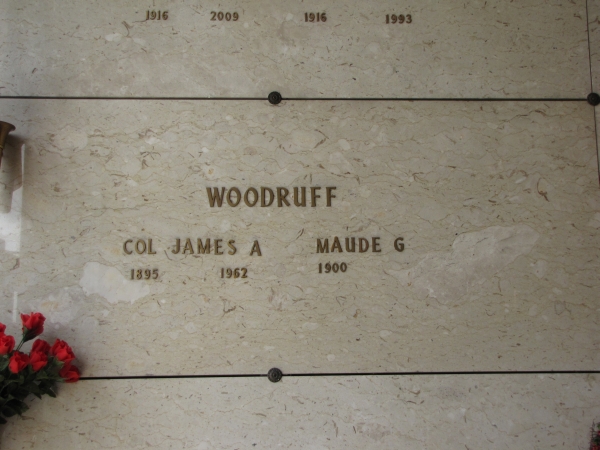 1916 2009 1916 1993
WOODRUFF
COL JAMES A MAUDE G
1895 1962 1900